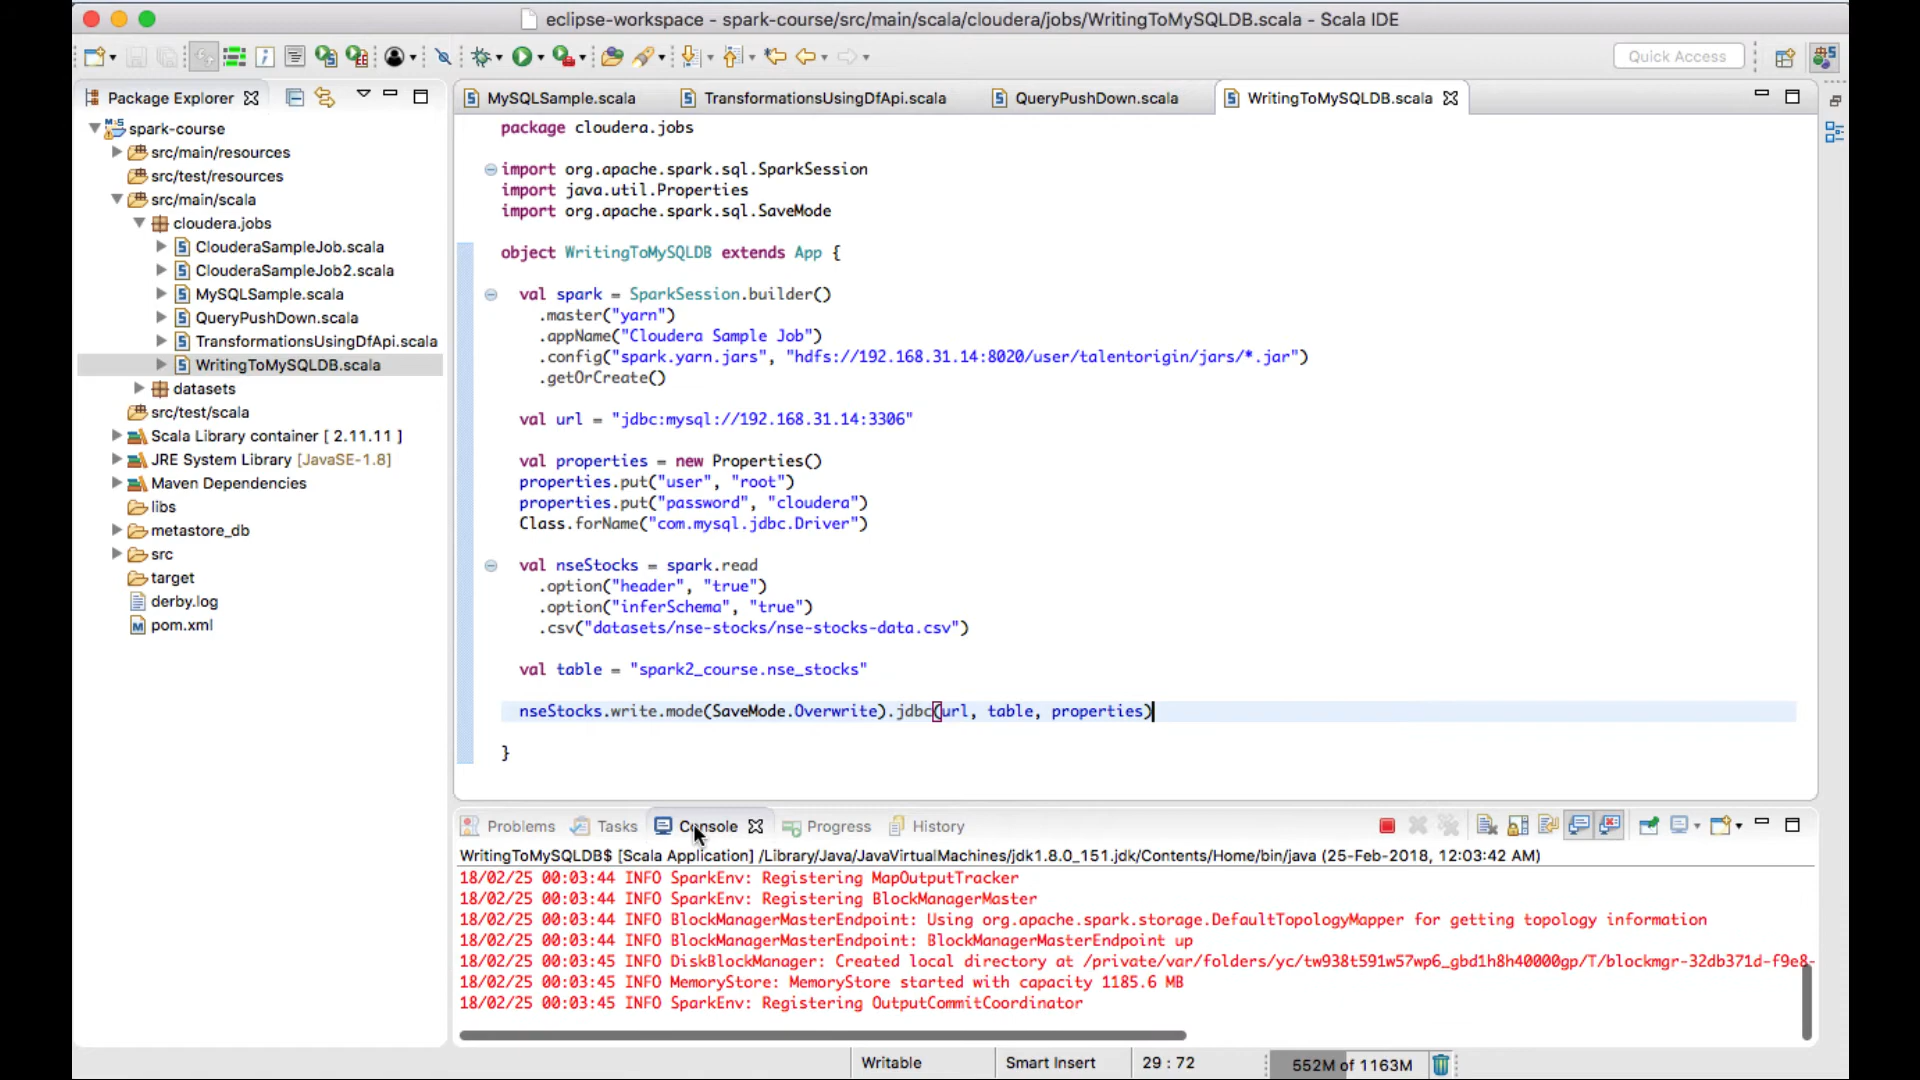 eclipse-workspace - spark-course/src/main/scala/cloudera/jobs/WritingToMySQLDB.scala - Scala IDE
Quick Access
Package Explorer
MySQLSample.scala
TransformationsUsingDfApi.scala
QueryPushDown.scala
WritingToMySQLDB.scala
spark-course
src/main/resources
src/test/resources
src/main/scala
cloudera.jobs
ClouderaSampleJob.scala
ClouderaSampleJob2.scala
MySQLSample.scala
QueryPushDown.scala
TransformationsUsingDfApi.scala
WritingToMySQLDB.scala
datasets
src/test/scala
Scala Library container [ 2.11.11 ]
JRE System Library [JavaSE-1.8]
Maven Dependencies
libs
metastore_db
src
target
derby.log
pom.xml
package cloudera.jobs
import org.apache.spark.sql.SparkSession
import java.util.Properties
import org.apache.spark.sql.SaveMode
object WritingToMySQLDB extends App {
val spark = SparkSession.builder()
.master("yarn")
.appName("Cloudera Sample Job")
.config("spark.yarn.jars", "hdfs://192.168.31.14:8020/user/talentorigin/jars/*.jar")
.getOrCreate()
val url = "jdbc:mysql://192.168.31.14:3306"
val properties = new Properties()
properties.put("user", "root")
properties.put("password", "cloudera")
Class.forName("com.mysql.jdbc.Driver")
val nseStocks = spark.read
.option("header", "true")
.option("inferSchema", "true")
.csv("datasets/nse-stocks/nse-stocks-data.csv")
val table = "spark2_course.nse_stocks"
nseStocks.write.mode(SaveMode.Overwrite).jdbc(url, table, properties)
}
Problems
Tasks
Console
Progress
History
WritingToMySQLDB$ [Scala Application] /Library/Java/JavaVirtualMachines/jdk1.8.0_151.jdk/Contents/Home/bin/java (25-Feb-2018, 12:03:42 AM)
18/02/25 00:03:44 INFO SparkEnv: Registering MapOutputTracker
18/02/25 00:03:44 INFO SparkEnv: Registering BlockManagerMaster
18/02/25 00:03:44 INFO BlockManagerMasterEndpoint: Using org.apache.spark.storage.DefaultTopologyMapper for getting topology information
18/02/25 00:03:44 INFO BlockManagerMasterEndpoint: BlockManagerMasterEndpoint up
18/02/25 00:03:45 INFO DiskBlockManager: Created local directory at /private/var/folders/yc/tw938t591w57wp6_gbd1h8h40000gp/T/blockmgr-32db371d-f9e8-
18/02/25 00:03:45 INFO MemoryStore: MemoryStore started with capacity 1185.6 MB
18/02/25 00:03:45 INFO SparkEnv: Registering OutputCommitCoordinator
Writable
Smart Insert
29 : 72
552M of 1163M